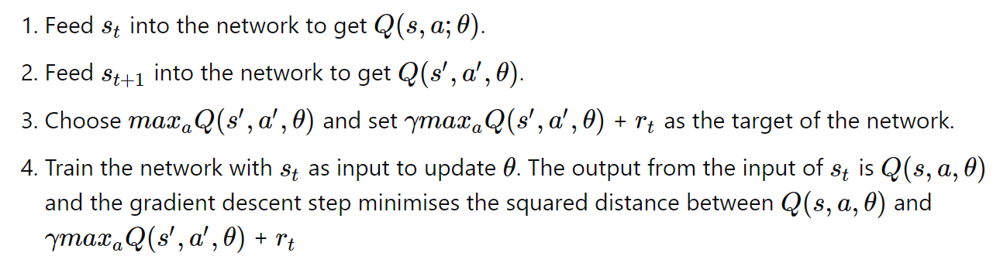 1. Feed $s_t$ into the network to get $Q(s, a; \theta)$.
2. Feed $s_{t+1}$ into the network to get $Q(s', a', \theta)$.
3. Choose $max_a Q(s', a', \theta)$ and set $\gamma max_a Q(s', a', \theta) + r_t$ as the target of the network.
4. Train the network with $s_t$ as input to update $\theta$. The output from the input of $s_t$ is $Q(s, a, \theta)$
and the gradient descent step minimises the squared distance between $Q(s, a, \theta)$ and
$\gamma max_a Q(s', a', \theta) + r_t$